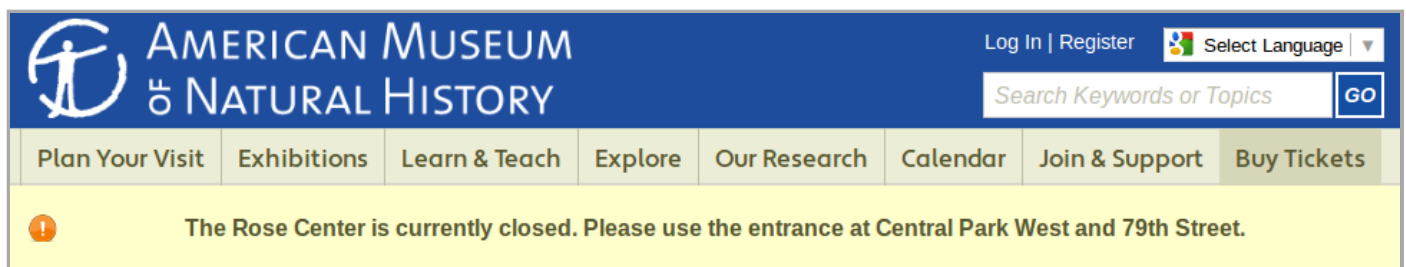 AMERICAN MUSEUM
OF NATURAL HISTORY
Log In | Register
Select Language ▼
Search Keywords or Topics
GO
Plan Your Visit
Exhibitions
Learn & Teach
Explore
Our Research
Calendar
Join & Support
Buy Tickets
The Rose Center is currently closed. Please use the entrance at Central Park West and 79th Street.